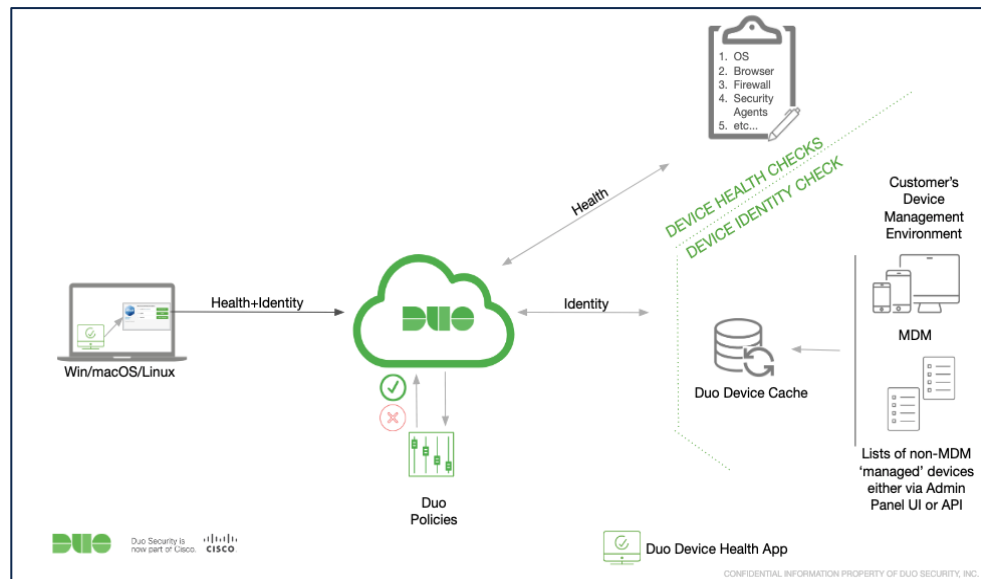 1. OS
2. Browser
3. Firewall
4. Security
Agents
5. etc...
DEVICE HEALTH CHECKS
DEVICE IDENTITY CHECK
Health
Customer's
Device
Management
Environment
MDM
Health+Identity
DUO
Identity
Win/macOS/Linux
Duo Device Cache
Duo
Policies
Lists of non-MDM
'managed' devices
either via Admin
Panel UI or API
DUO
Duo Security is
now part of Cisco.
CISCO
Duo Device Health App
CONFIDENTIAL INFORMATION PROPERTY OF DUO SECURITY, INC.